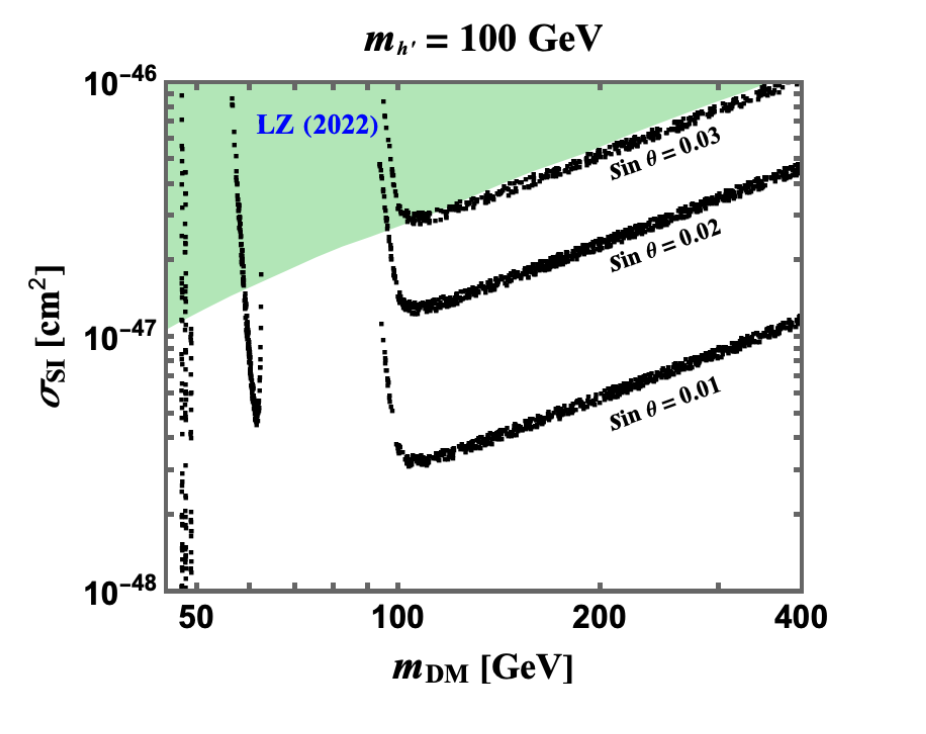 m_h′ = 100 GeV
10^−46
LZ (2022)
Sin θ = 0.03
Sin θ = 0.02
σ_SI [cm^2]
10^−47
Sin θ = 0.01
10^−48
50 100 200 400
m_DM [GeV]